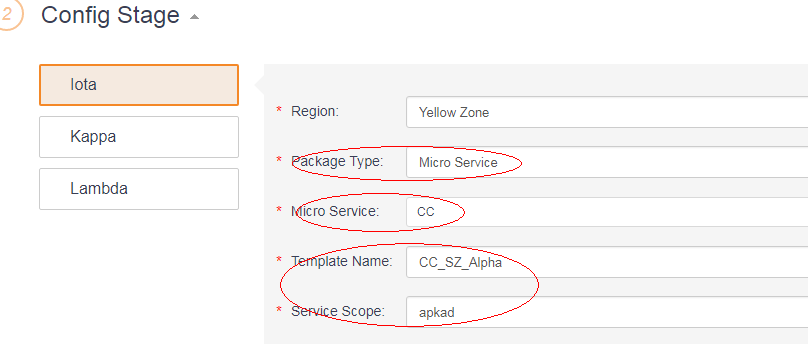 2 Config Stage
Iota
Kappa
Lambda
* Region: Yellow Zone
* Package Type: Micro Service
* Micro Service: CC
* Template Name: CC_SZ_Alpha
* Service Scope: apkad